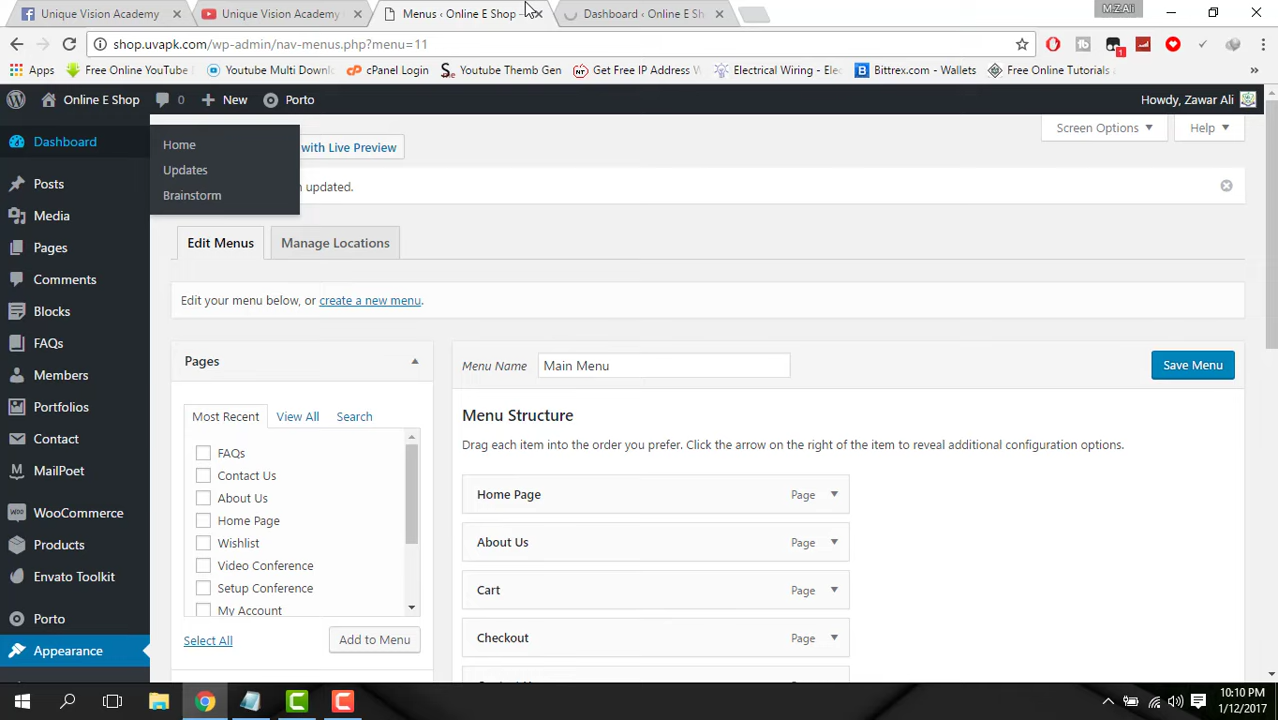 Unique Vision Academy
Unique Vision Academy
Menus ‹ Online E Shop –
Dashboard ‹ Online E Sh
M.Z.Ali
shop.uvapk.com/wp-admin/nav-menus.php?menu=11
Apps
Free Online YouTube
Youtube Multi Down
cPanel Login
Youtube Themb Gen
Get Free IP Address
Electrical Wiring - Ele
Bittrex.com - Wallets
Free Online Tutorials
»
Online E Shop
0
New
Porto
Howdy, Zawar Ali
Dashboard
Home
Updates
Brainstorm
with Live Preview
Screen Options
Help
n updated.
Posts
Media
Pages
Comments
Blocks
FAQs
Members
Portfolios
Contact
MailPoet
WooCommerce
Products
Envato Toolkit
Porto
Appearance
Edit Menus
Manage Locations
Edit your menu below, or create a new menu.
Pages
Most Recent
View All
Search
FAQs
Contact Us
About Us
Home Page
Wishlist
Video Conference
Setup Conference
My Account
Select All
Add to Menu
Menu Name
Main Menu
Save Menu
Menu Structure
Drag each item into the order you prefer. Click the arrow on the right of the item to reveal additional configuration options.
Home Page
Page
About Us
Page
Cart
Page
Checkout
Page
10:10 PM
1/12/2017